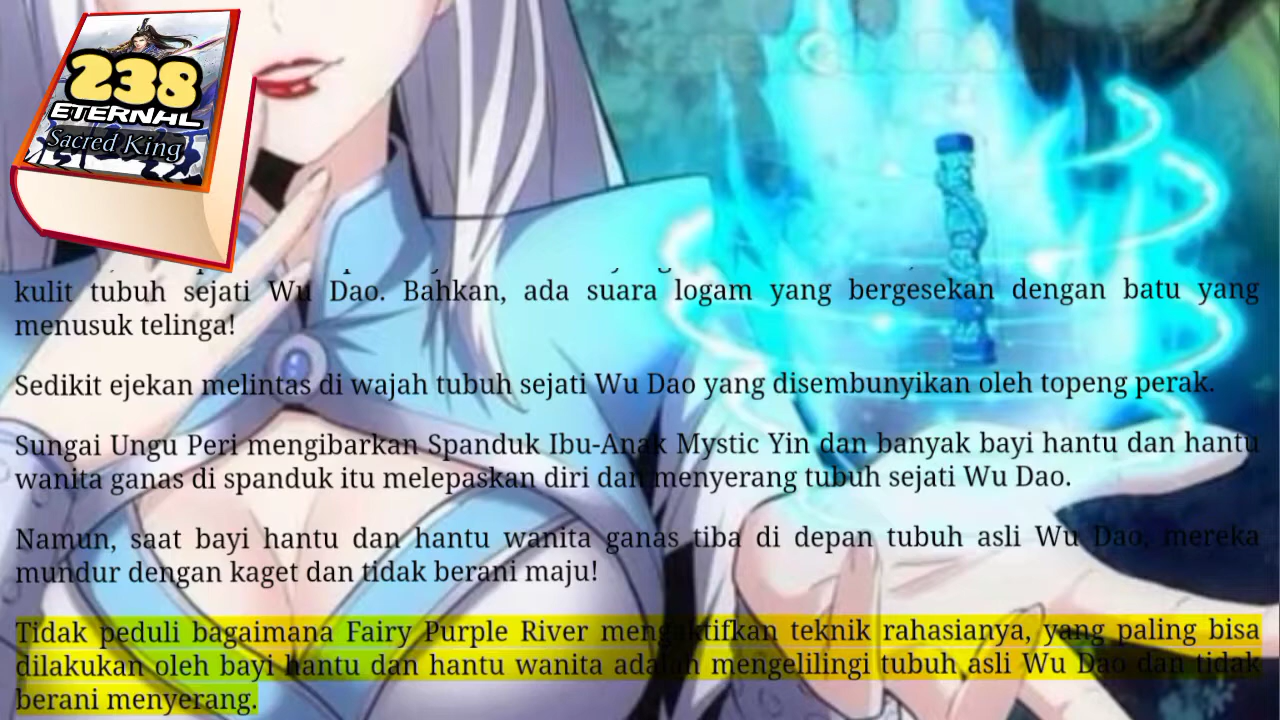 238
ETERNAL
Sacred King
kulit tubuh sejati Wu Dao. Bahkan, ada suara logam yang bergesekan dengan batu yang
menusuk telinga!
Sedikit ejekan melintas di wajah tubuh sejati Wu Dao yang disembunyikan oleh topeng perak.
Sungai Ungu Peri mengibarkan Spanduk Ibu-Anak Mystic Yin dan banyak bayi hantu dan hantu
wanita ganas di spanduk itu melepaskan diri dan menyerang tubuh sejati Wu Dao.
Namun, saat bayi hantu dan hantu wanita ganas tiba di depan tubuh asli Wu Dao, mereka
mundur dengan kaget dan tidak berani maju!
Tidak peduli bagaimana Fairy Purple River mengaktifkan teknik rahasianya, yang paling bisa
dilakukan oleh bayi hantu dan hantu wanita adalah mengelilingi tubuh asli Wu Dao dan tidak
berani menyerang.